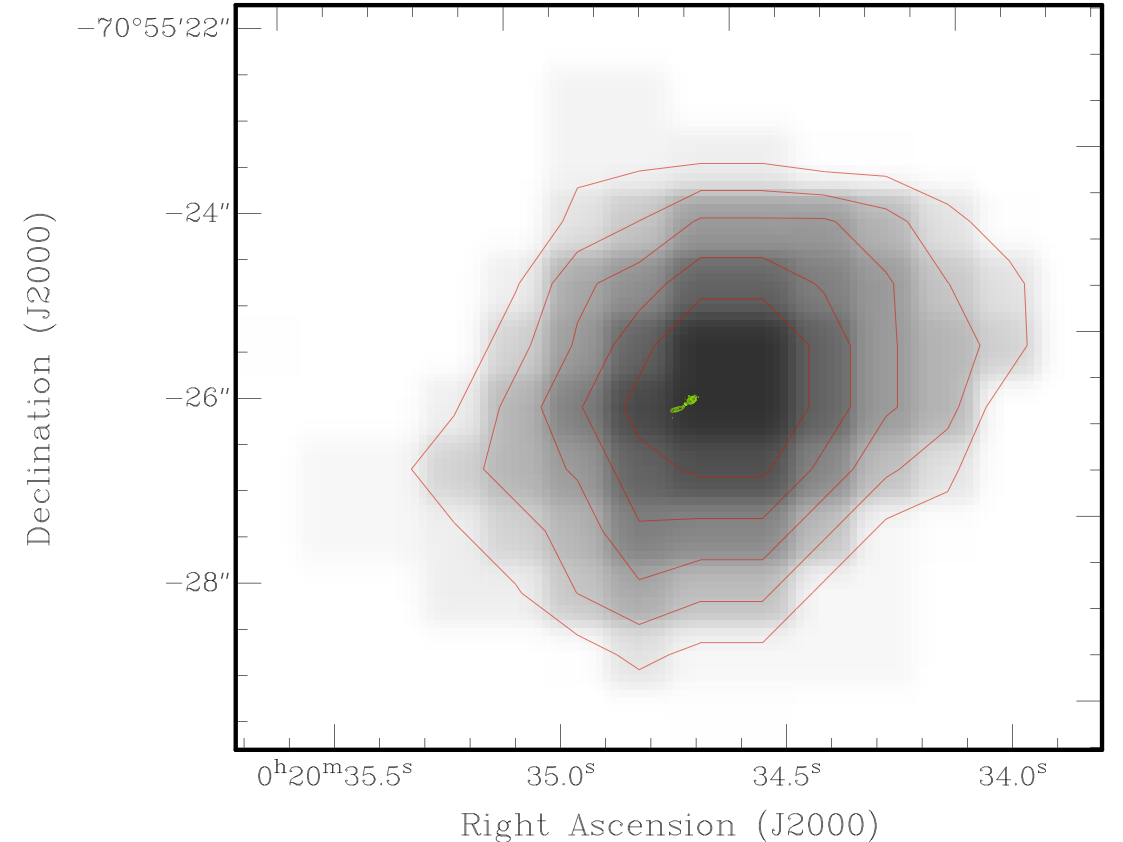 −70°55′22″
−24″
−26″
−28″
Declination (J2000)
0ʰ20ᵐ35.5ˢ 35.0ˢ 34.5ˢ 34.0ˢ
Right Ascension (J2000)